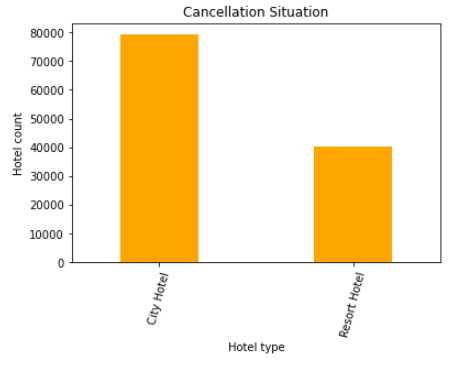 Cancellation Situation
Hotel count
80000
70000
60000
50000
40000
30000
20000
10000
0
City Hotel
Resort Hotel
Hotel type